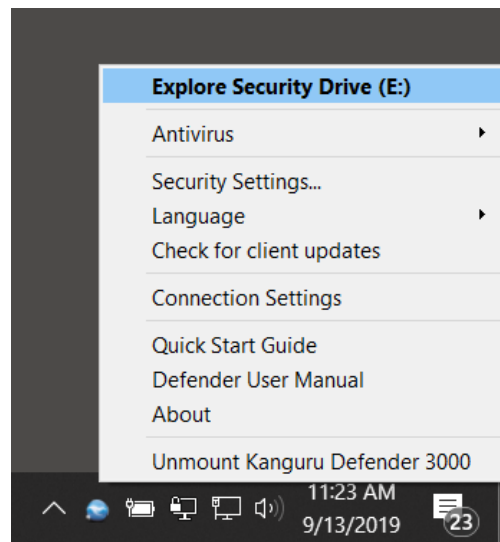 Explore Security Drive (E:)
Antivirus
Security Settings...
Language
Check for client updates
Connection Settings
Quick Start Guide
Defender User Manual
About
Unmount Kanguru Defender 3000
11:23 AM
9/13/2019
23